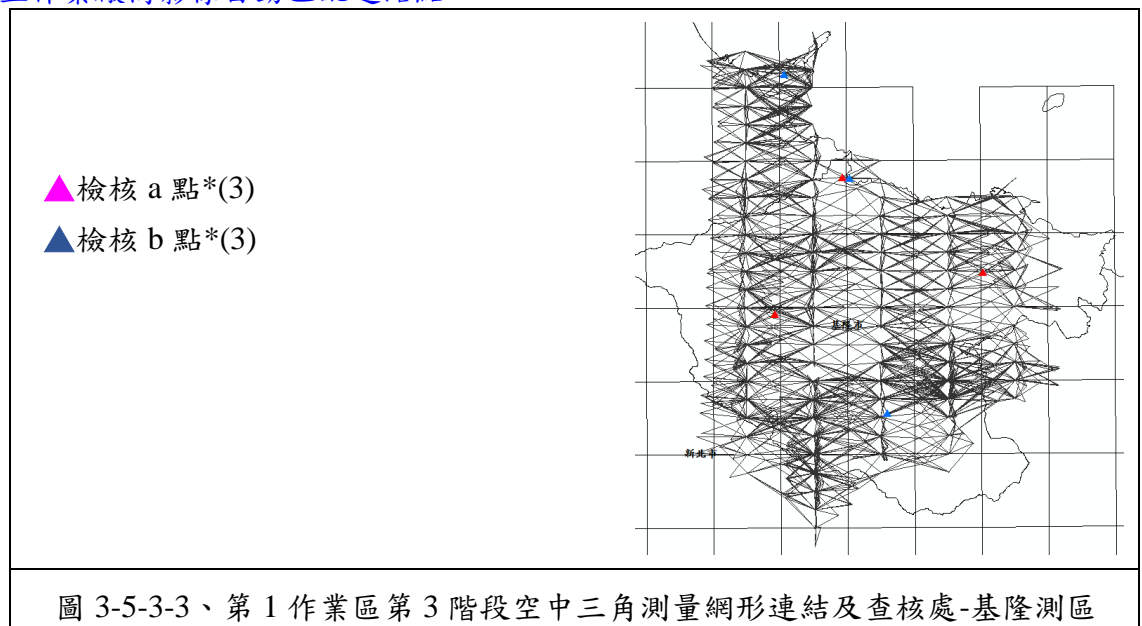 ▲檢核 a 點*(3)
▲檢核 b 點*(3)
基隆市
新北市
圖 3-5-3-3、第 1 作業區第 3 階段空中三角測量網形連結及查核處-基隆測區